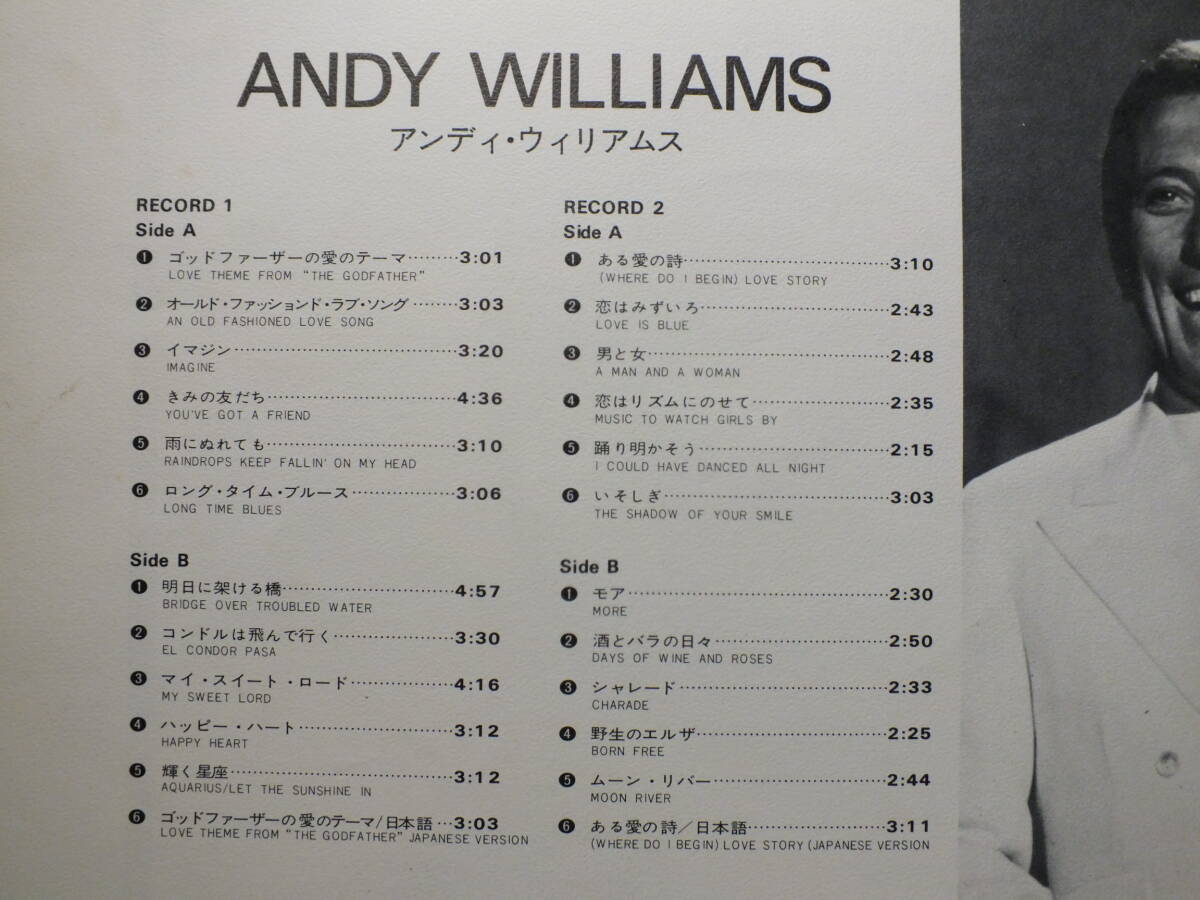 ANDY WILLIAMS
アンディ・ウィリアムス
RECORD 1
Side A
❶ ゴッドファーザーの愛のテーマ………3:01
LOVE THEME FROM "THE GODFATHER"
❷ オールド・ファッションド・ラブ・ソング………3:03
AN OLD FASHIONED LOVE SONG
❸ イマジン………3:20
IMAGINE
❹ きみの友だち………4:36
YOU'VE GOT A FRIEND
❺ 雨にぬれても………3:10
RAINDROPS KEEP FALLIN' ON MY HEAD
❻ ロング・タイム・ブルース………3:06
LONG TIME BLUES
Side B
❶ 明日に架ける橋………4:57
BRIDGE OVER TROUBLED WATER
❷ コンドルは飛んで行く………3:30
EL CONDOR PASA
❸ マイ・スイート・ロード………4:16
MY SWEET LORD
❹ ハッピー・ハート………3:12
HAPPY HEART
❺ 輝く星座………3:12
AQUARIUS/LET THE SUNSHINE IN
❻ ゴッドファーザーの愛のテーマ/日本語…3:03
LOVE THEME FROM "THE GODFATHER" JAPANESE VERSION
RECORD 2
Side A
❶ ある愛の詩………3:10
(WHERE DO I BEGIN) LOVE STORY
❷ 恋はみずいろ………2:43
LOVE IS BLUE
❸ 男と女………2:48
A MAN AND A WOMAN
❹ 恋はリズムにのせて………2:35
MUSIC TO WATCH GIRLS BY
❺ 踊り明かそう………2:15
I COULD HAVE DANCED ALL NIGHT
❻ いそしぎ………3:03
THE SHADOW OF YOUR SMILE
Side B
❶ モア………2:30
MORE
❷ 酒とバラの日々………2:50
DAYS OF WINE AND ROSES
❸ シャレード………2:33
CHARADE
❹ 野生のエルザ………2:25
BORN FREE
❺ ムーン・リバー………2:44
MOON RIVER
❻ ある愛の詩/日本語………3:11
(WHERE DO I BEGIN) LOVE STORY (JAPANESE VERSION